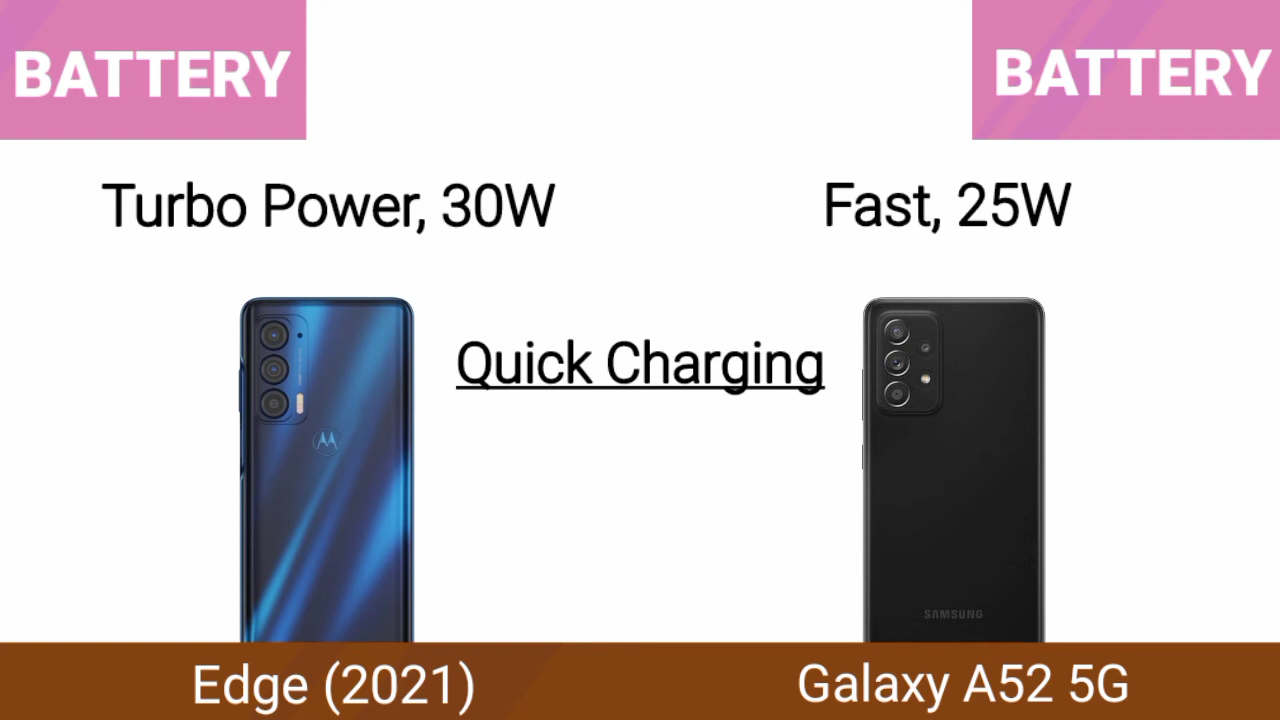 BATTERY
BATTERY
Turbo Power, 30W
Fast, 25W
Quick Charging
SAMSUNG
Edge (2021)
Galaxy A52 5G